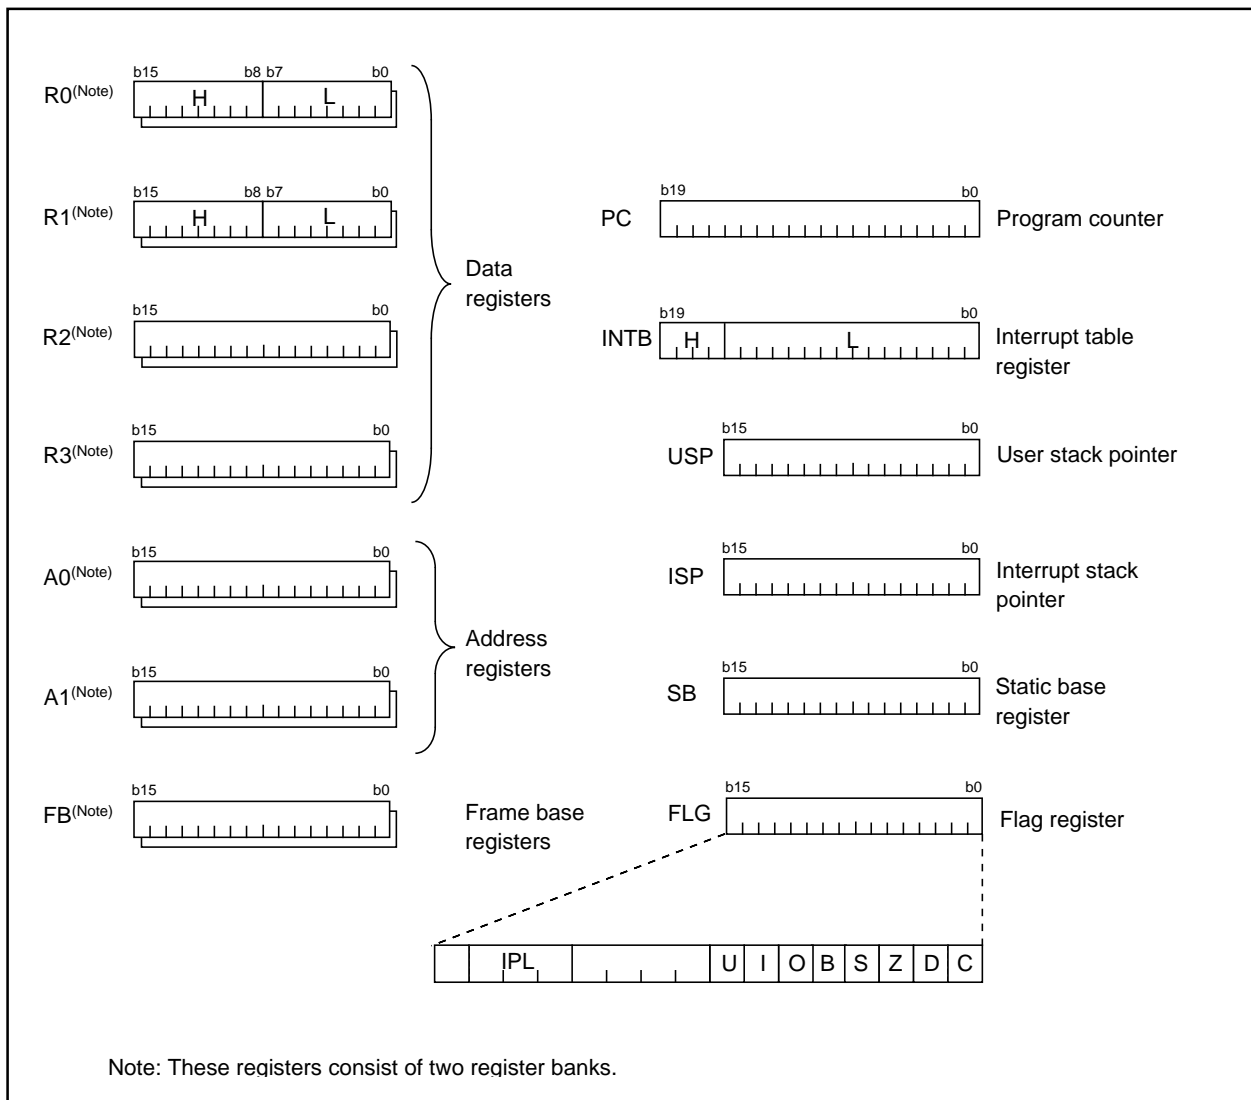 b15 b8 b7 b0
R0(Note) H L
b15 b8 b7 b0
R1(Note) H L
b15 b0
R2(Note)
b15 b0
R3(Note)
Data
registers
b15 b0
A0(Note)
b15 b0
A1(Note)
Address
registers
b15 b0
FB(Note)
Frame base
registers
b19 b0
PC Program counter
b19 b0
INTB H L Interrupt table
register
b15 b0
USP User stack pointer
b15 b0
ISP Interrupt stack
pointer
b15 b0
SB Static base
register
b15 b0
FLG Flag register
IPL U I O B S Z D C
Note: These registers consist of two register banks.